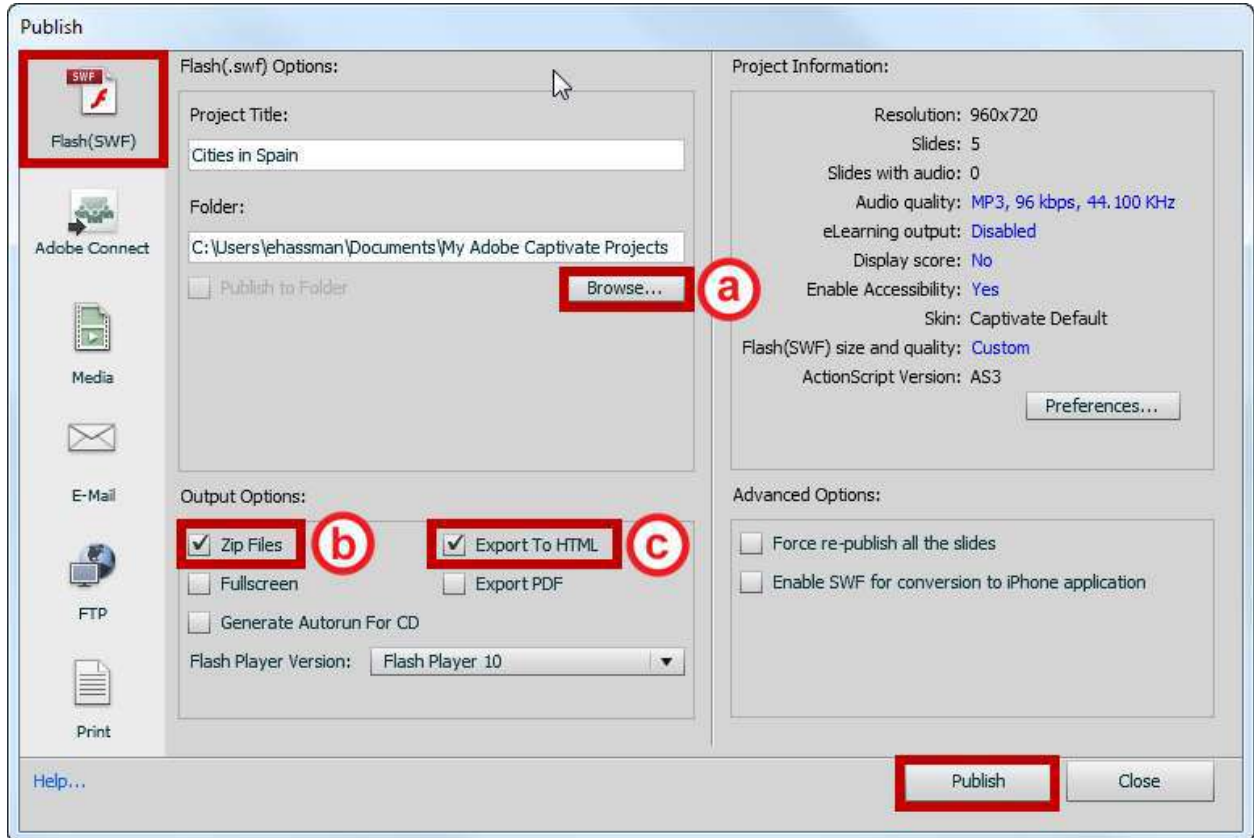 Publish
SWF
Flash(SWF)
Adobe Connect
Media
E-Mail
FTP
Print
Flash(.swf) Options:
Project Title:
Cities in Spain
Folder:
C:\Users\ehassman\Documents\My Adobe Captivate Projects
Publish to Folder
Browse...
a
Output Options:
Zip Files
b
Export To HTML
c
Fullscreen
Export PDF
Generate Autorun For CD
Flash Player Version: Flash Player 10
Project Information:
Resolution: 960x720
Slides: 5
Slides with audio: 0
Audio quality: MP3, 96 kbps, 44.100 KHz
eLearning output: Disabled
Display score: No
Enable Accessibility: Yes
Skin: Captivate Default
Flash(SWF) size and quality: Custom
ActionScript Version: AS3
Preferences...
Advanced Options:
Force re-publish all the slides
Enable SWF for conversion to iPhone application
Help...
Publish
Close